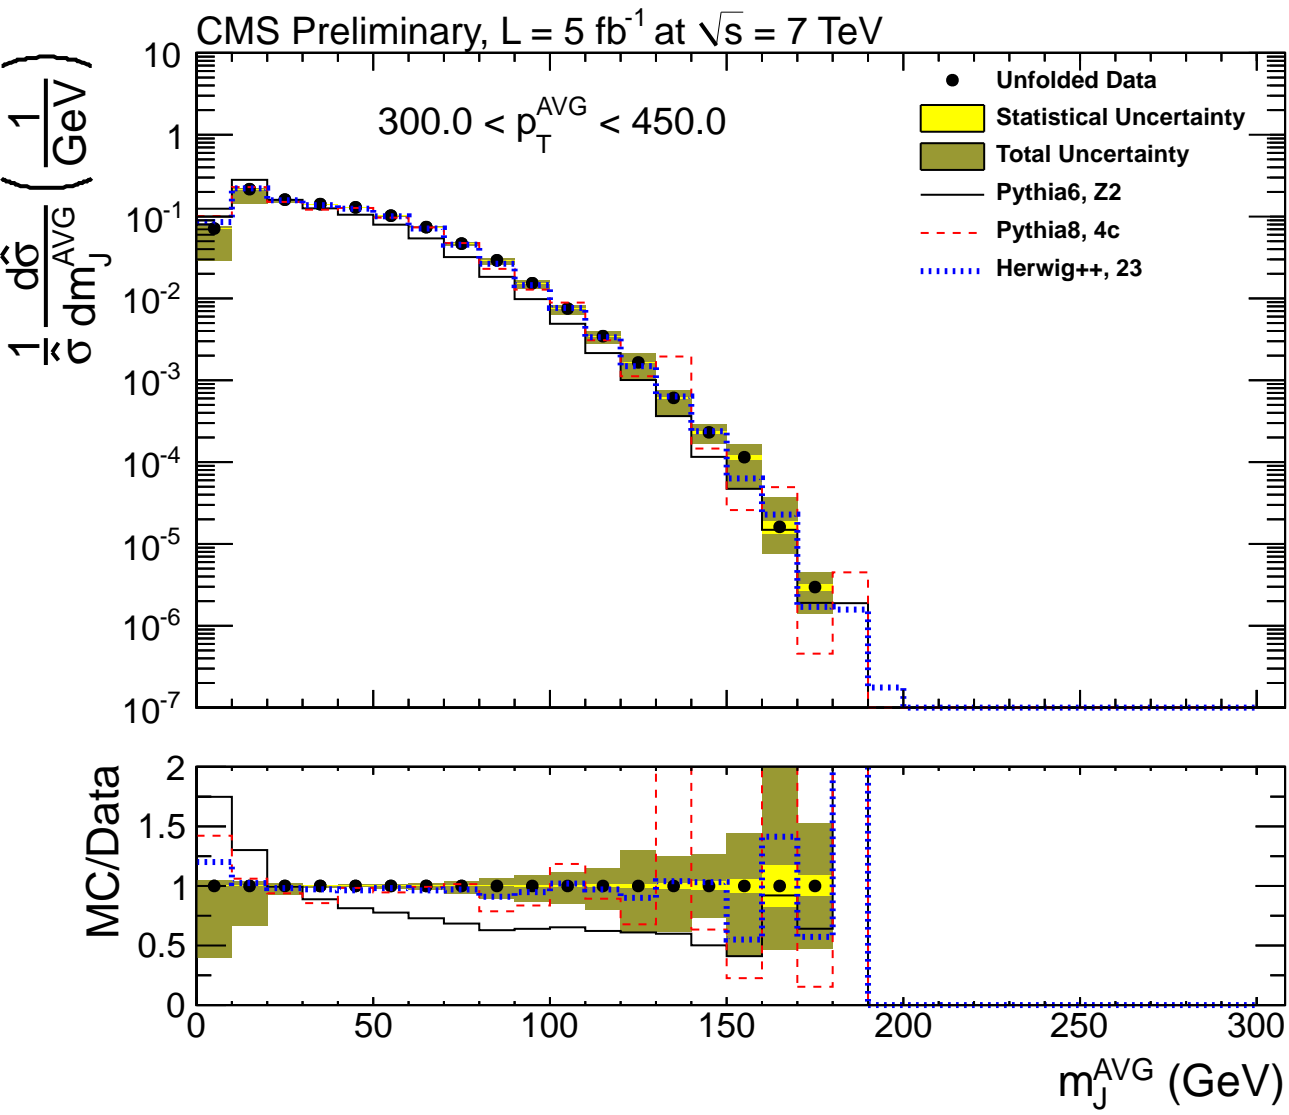 CMS Preliminary, L = 5 fb⁻¹ at √s = 7 TeV
300.0 < p_T^AVG < 450.0
Unfolded Data
Statistical Uncertainty
Total Uncertainty
Pythia6, Z2
Pythia8, 4c
Herwig++, 23
1/σ̂ dσ̂/dm_J^AVG (1/GeV)
10
1
10⁻¹
10⁻²
10⁻³
10⁻⁴
10⁻⁵
10⁻⁶
10⁻⁷
MC/Data
2
1.5
1
0.5
0
0 50 100 150 200 250 300
m_J^AVG (GeV)